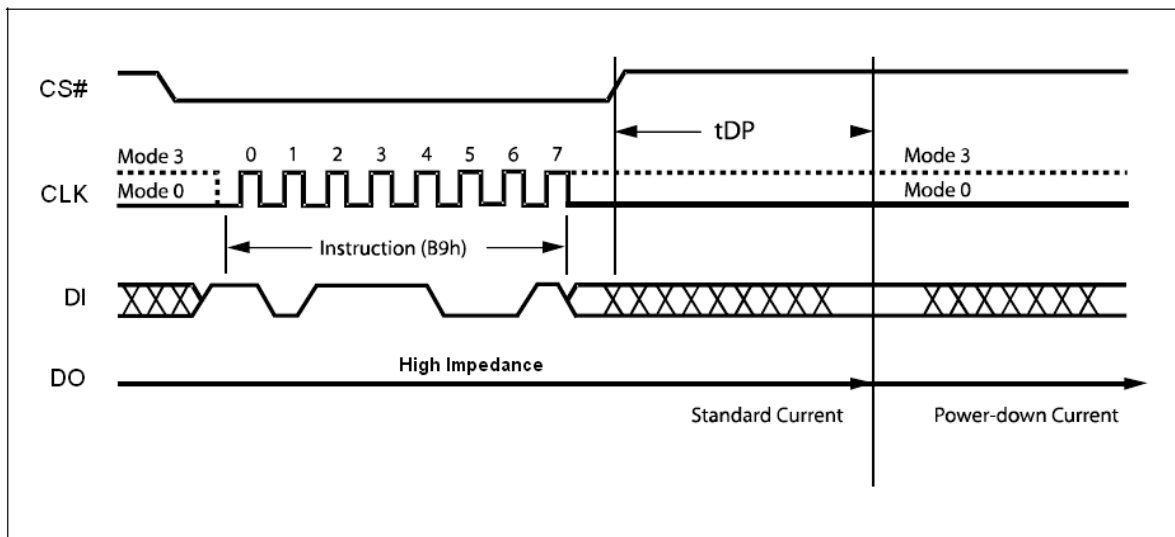 CS#
tDP
Mode 3
0 1 2 3 4 5 6 7
Mode 3
CLK
Mode 0
Mode 0
Instruction (B9h)
DI
High Impedance
DO
Standard Current
Power-down Current